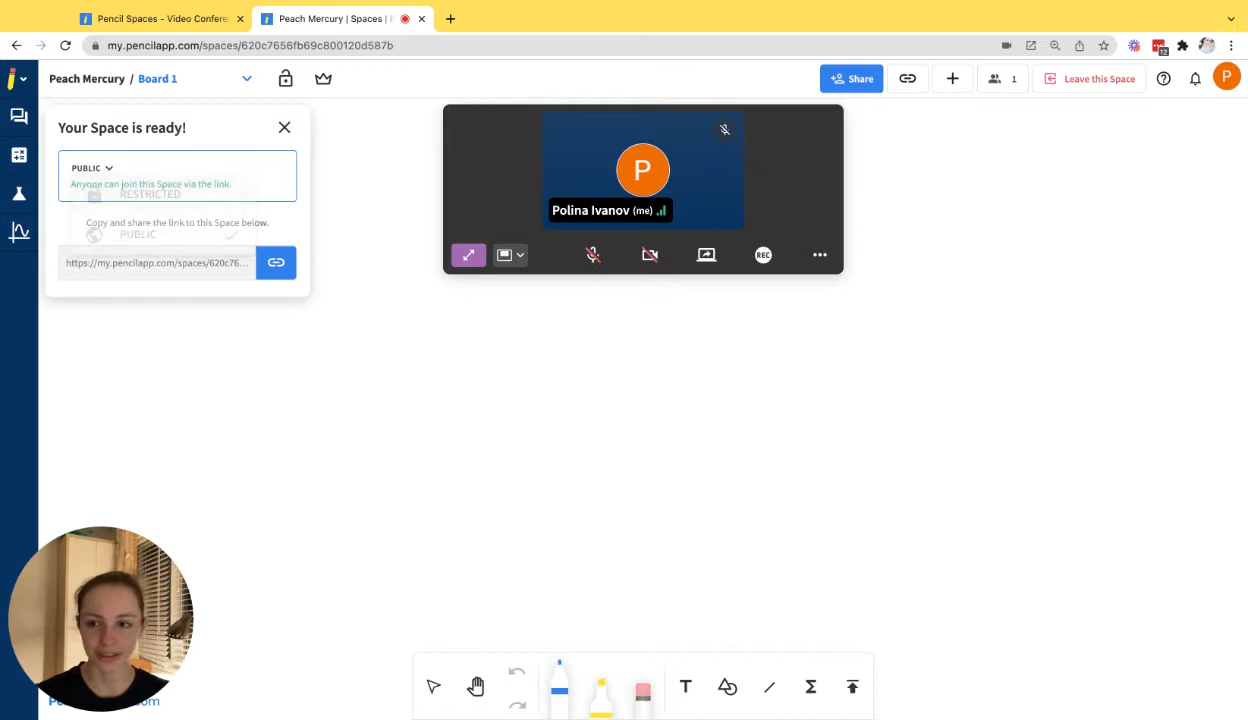 Pencil Spaces - Video Confere
Peach Mercury | Spaces | P
my.pencilapp.com/spaces/620c7656fb69c800120d587b
12
Peach Mercury / Board 1
Share
1
Leave this Space
P
Your Space is ready!
PUBLIC
Anyone can join this Space via the link.
RESTRICTED
Copy and share the link to this Space below.
PUBLIC
https://my.pencilapp.com/spaces/620c76...
P
Polina Ivanov (me)
REC
T
Σ